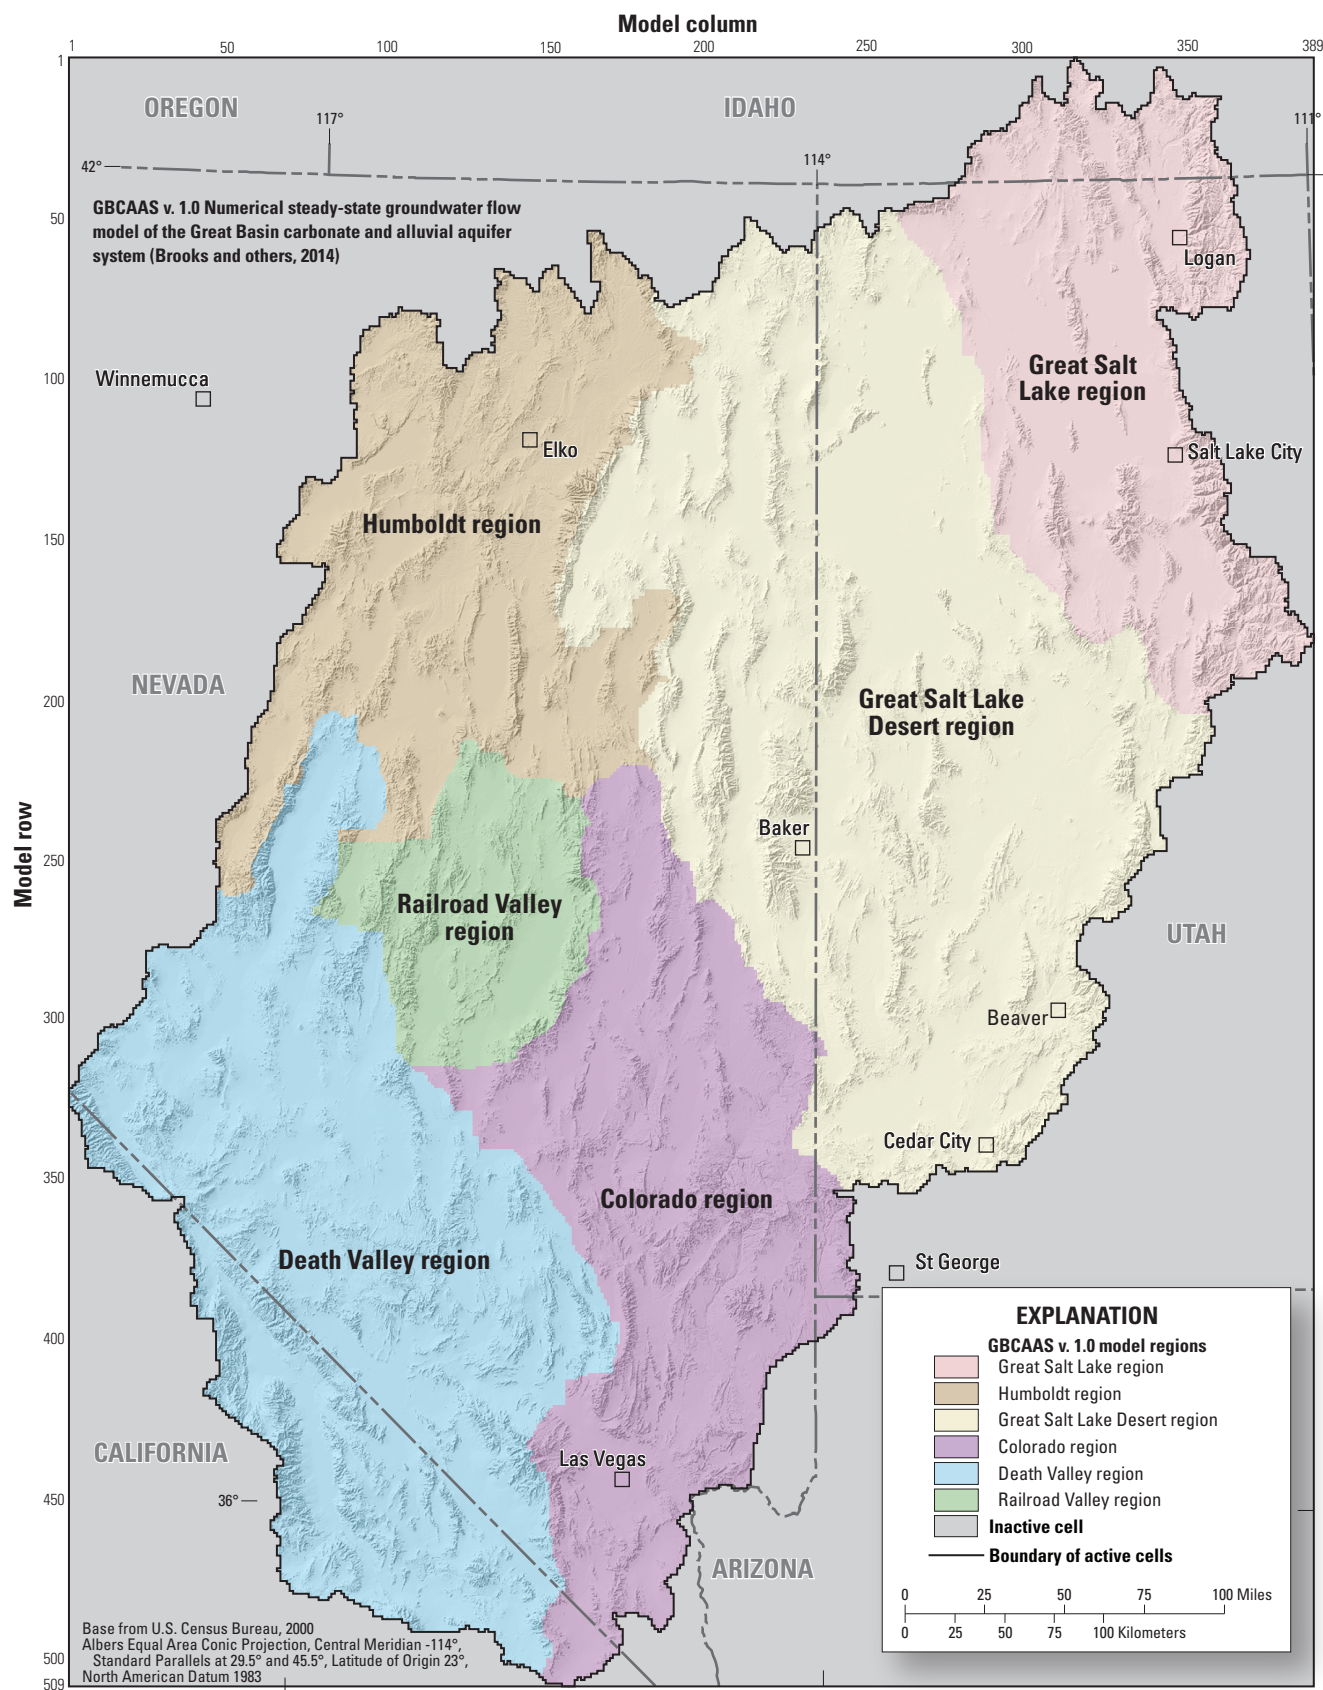 Model column
1 50 100 150 200 250 300 350 389
1
OREGON
IDAHO
117°
111°
42°
114°
GBCAAS v. 1.0 Numerical steady-state groundwater flow
model of the Great Basin carbonate and alluvial aquifer
system (Brooks and others, 2014)
50
Logan
Great Salt
Lake region
100
Winnemucca
Elko
Salt Lake City
Humboldt region
150
NEVADA
200
Great Salt Lake
Desert region
Model row
Baker
250
Railroad Valley
region
UTAH
300
Beaver
Cedar City
350
Colorado region
Death Valley region
St George
400
CALIFORNIA
Las Vegas
450
36°
ARIZONA
500
509
EXPLANATION
GBCAAS v. 1.0 model regions
Great Salt Lake region
Humboldt region
Great Salt Lake Desert region
Colorado region
Death Valley region
Railroad Valley region
Inactive cell
Boundary of active cells
0 25 50 75 100 Miles
0 25 50 75 100 Kilometers
Base from U.S. Census Bureau, 2000
Albers Equal Area Conic Projection, Central Meridian -114°,
Standard Parallels at 29.5° and 45.5°, Latitude of Origin 23°,
North American Datum 1983